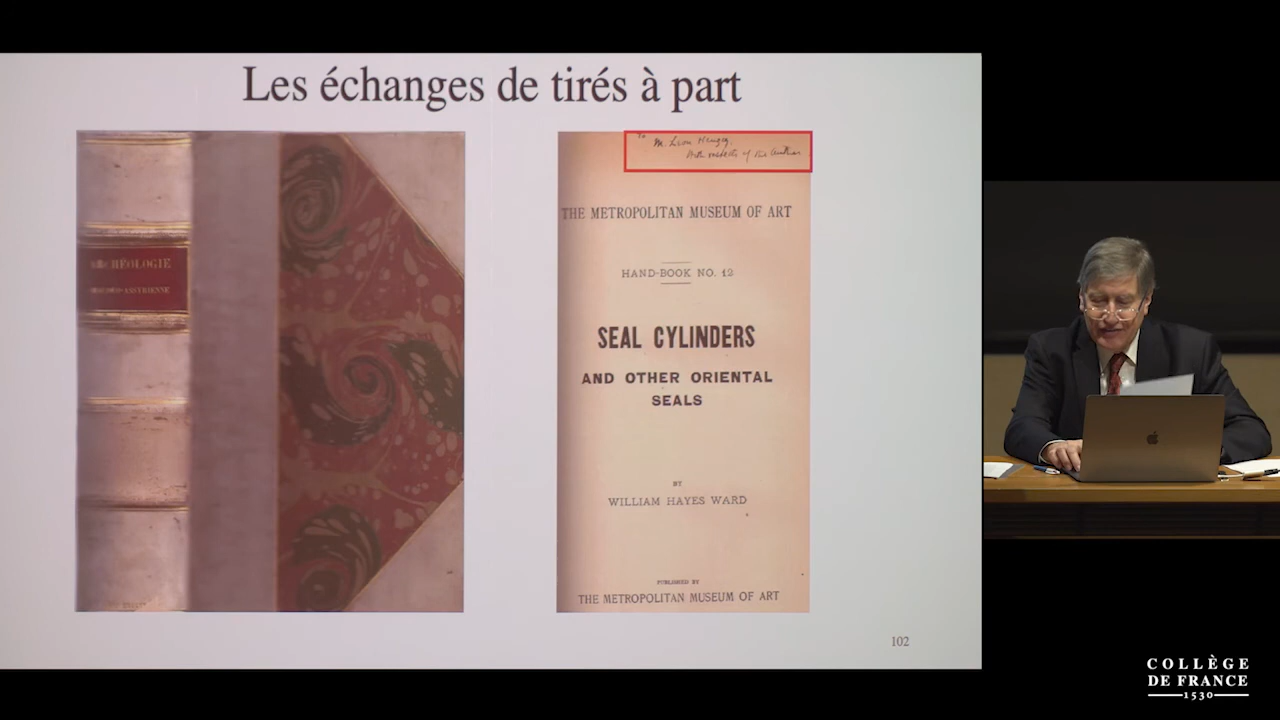 Les échanges de tirés à part
To
M. Léon Heuzey,
With respects of the Author
THE METROPOLITAN MUSEUM OF ART
HAND-BOOK NO. 12
SEAL CYLINDERS
AND OTHER ORIENTAL
SEALS
BY
WILLIAM HAYES WARD
PUBLISHED BY
THE METROPOLITAN MUSEUM OF ART
102
COLLÈGE
DE FRANCE
1530